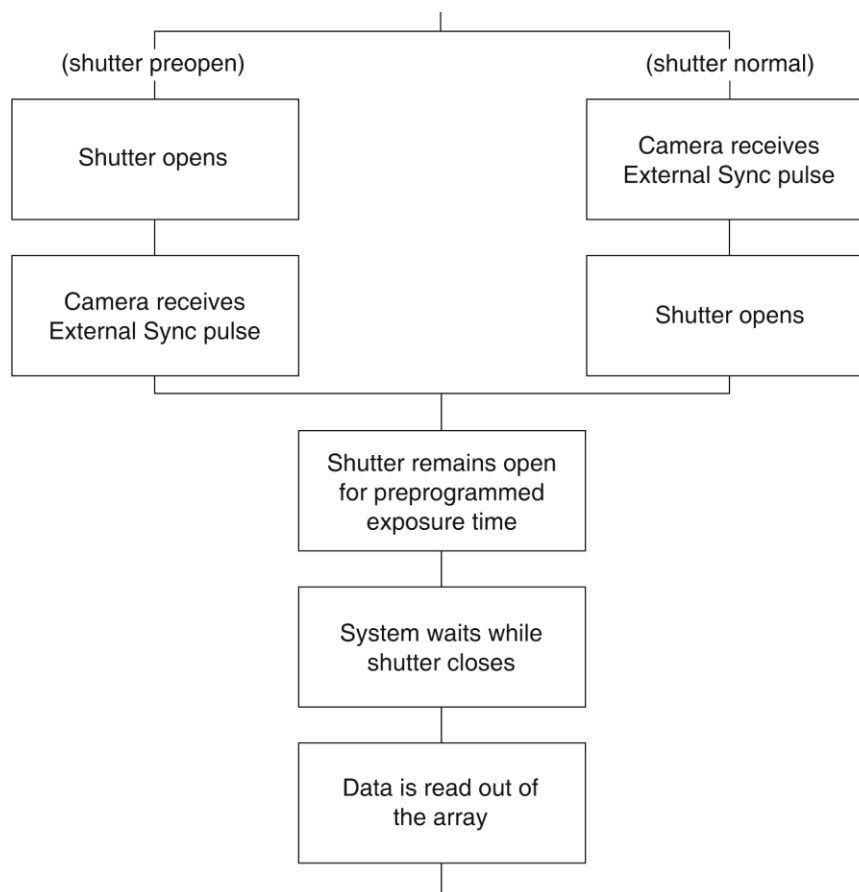 (shutter preopen)
(shutter normal)
Shutter opens
Camera receives
External Sync pulse
Camera receives
External Sync pulse
Shutter opens
Shutter remains open
for preprogrammed
exposure time
System waits while
shutter closes
Data is read out of
the array